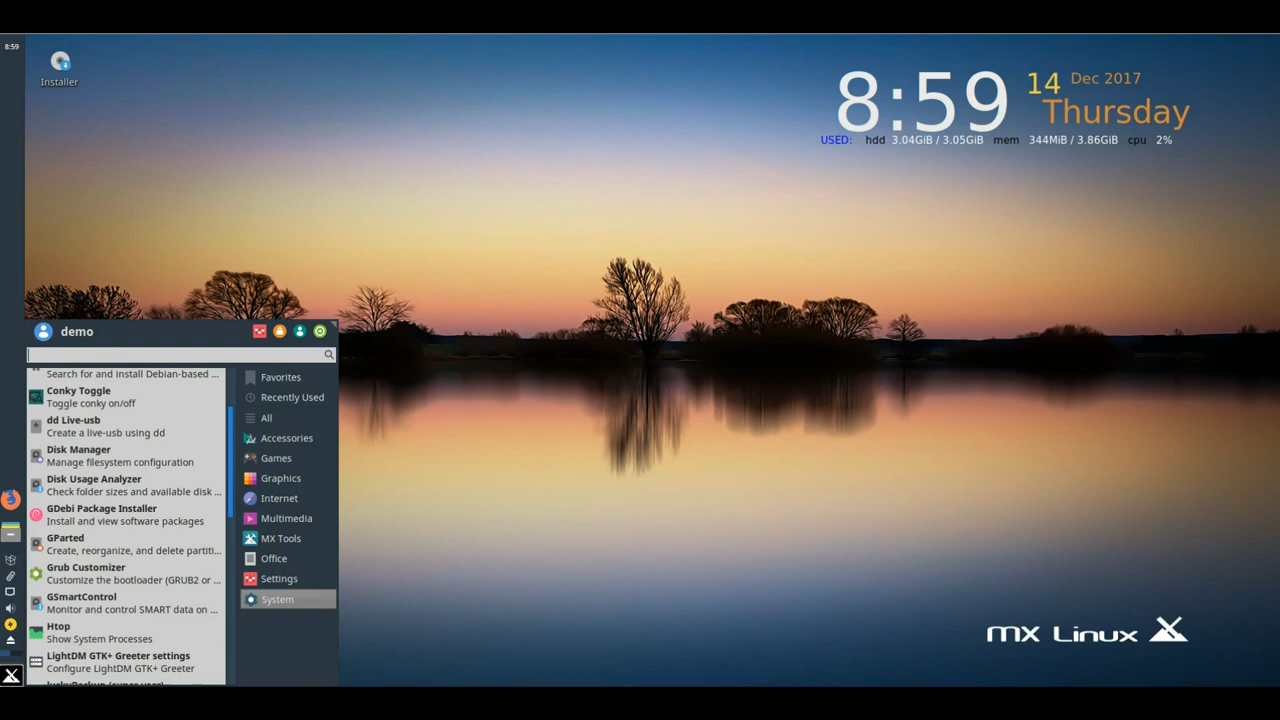 8:59
Installer
8:59
14
Dec 2017
Thursday
USED: hdd 3.04GiB / 3.05GiB mem 344MiB / 3.86GiB cpu 2%
demo
Search for and install Debian-based ...
Conky Toggle
Toggle conky on/off
dd Live-usb
Create a live-usb using dd
Disk Manager
Manage filesystem configuration
Disk Usage Analyzer
Check folder sizes and available disk ...
GDebi Package Installer
Install and view software packages
GParted
Create, reorganize, and delete partiti...
Grub Customizer
Customize the bootloader (GRUB2 or ...
GSmartControl
Monitor and control SMART data on ...
Htop
Show System Processes
LightDM GTK+ Greeter settings
Configure LightDM GTK+ Greeter
Favorites
Recently Used
All
Accessories
Games
Graphics
Internet
Multimedia
MX Tools
Office
Settings
System
MX Linux